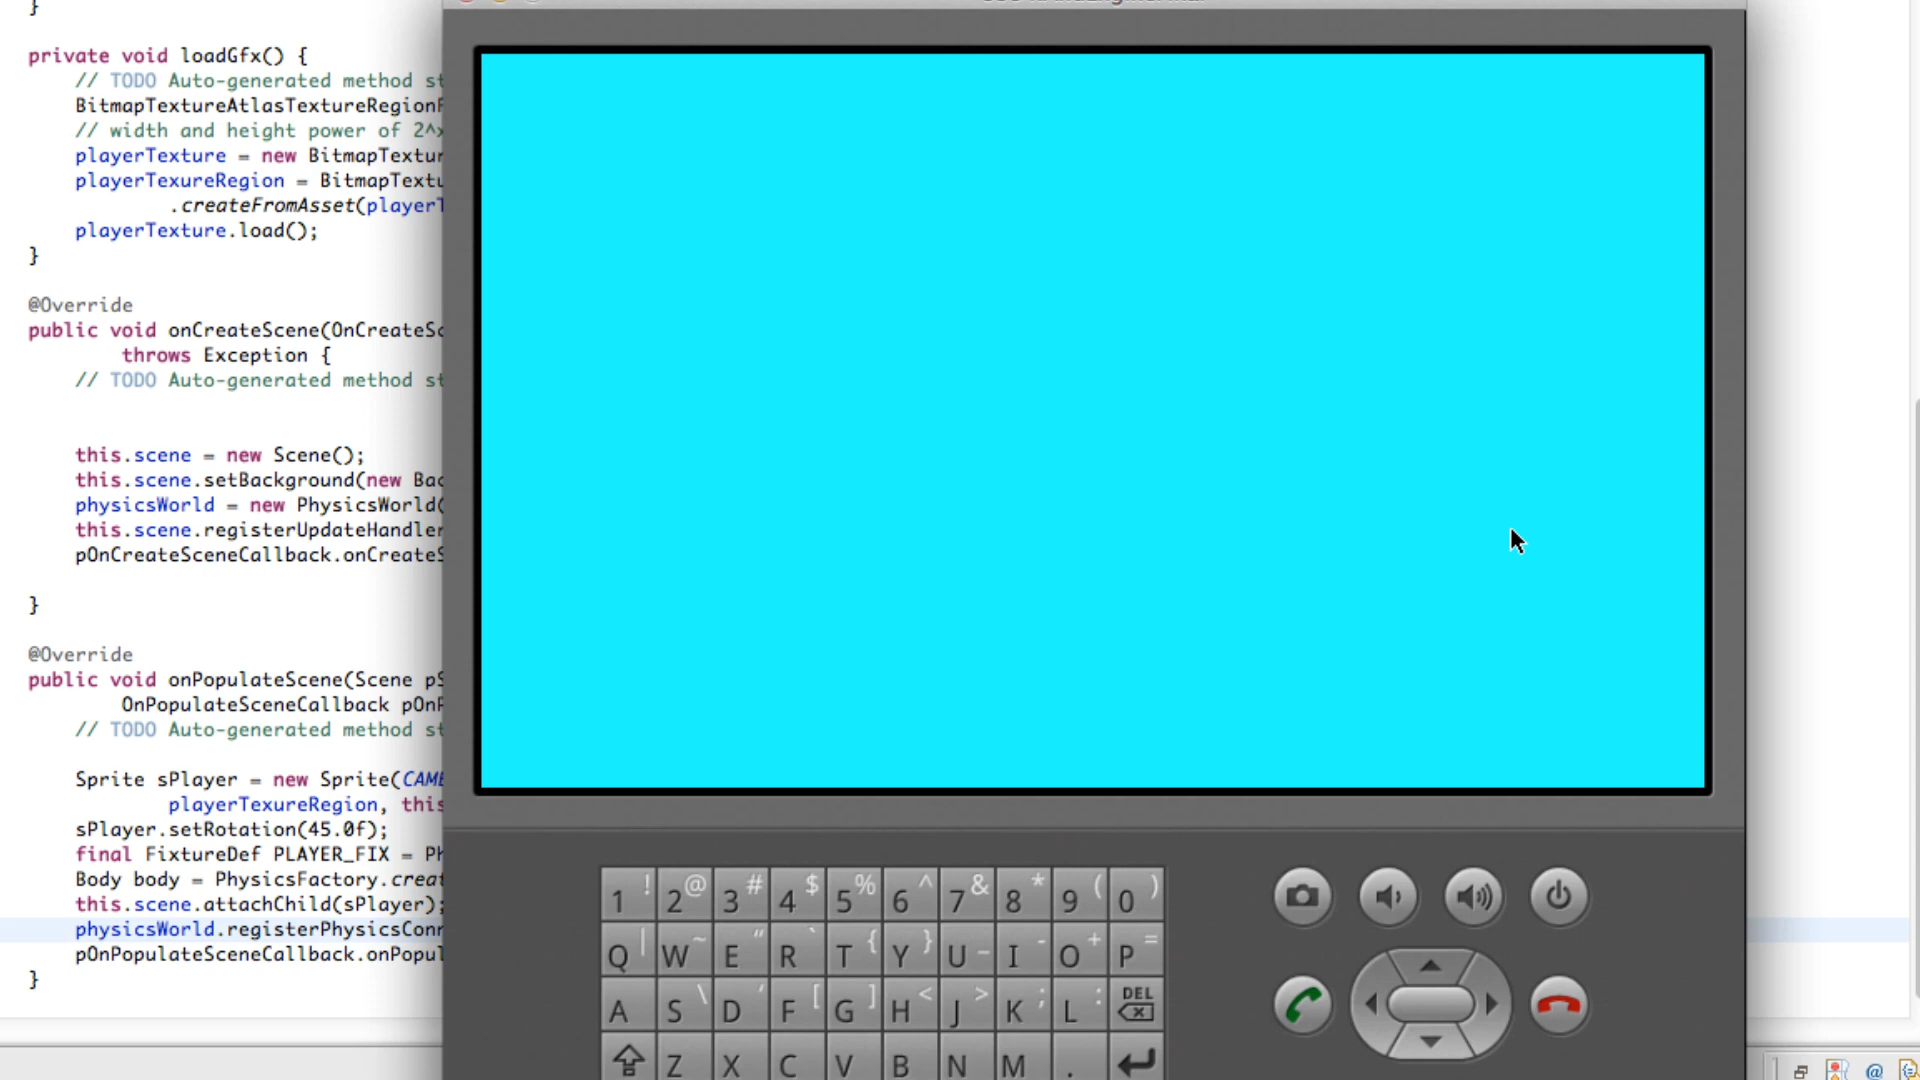 }
private void loadGfx() {
// TODO Auto-generated method st
BitmapTextureAtlasTextureRegionF
// width and height power of 2^x
playerTexture = new BitmapTextur
playerTexureRegion = BitmapTextu
.createFromAsset(playerT
playerTexture.load();
}
@Override
public void onCreateScene(OnCreateSc
throws Exception {
// TODO Auto-generated method st
this.scene = new Scene();
this.scene.setBackground(new Bac
physicsWorld = new PhysicsWorld(
this.scene.registerUpdateHandler
pOnCreateSceneCallback.onCreateS
}
@Override
public void onPopulateScene(Scene pS
OnPopulateSceneCallback pOnP
// TODO Auto-generated method st
Sprite sPlayer = new Sprite(CAME
playerTexureRegion, this
sPlayer.setRotation(45.0f);
final FixtureDef PLAYER_FIX = Ph
Body body = PhysicsFactory.creat
this.scene.attachChild(sPlayer);
physicsWorld.registerPhysicsConn
pOnPopulateSceneCallback.onPopul
}
1 ! 2 @ 3 # 4 $ 5 % 6 ^ 7 & 8 * 9 ( 0 )
Q | W ~ E " R ` T { Y } U _ I - O + P =
A S \ D ' F [ G ] H < J > K ; L : DEL
Z X C V B N M .